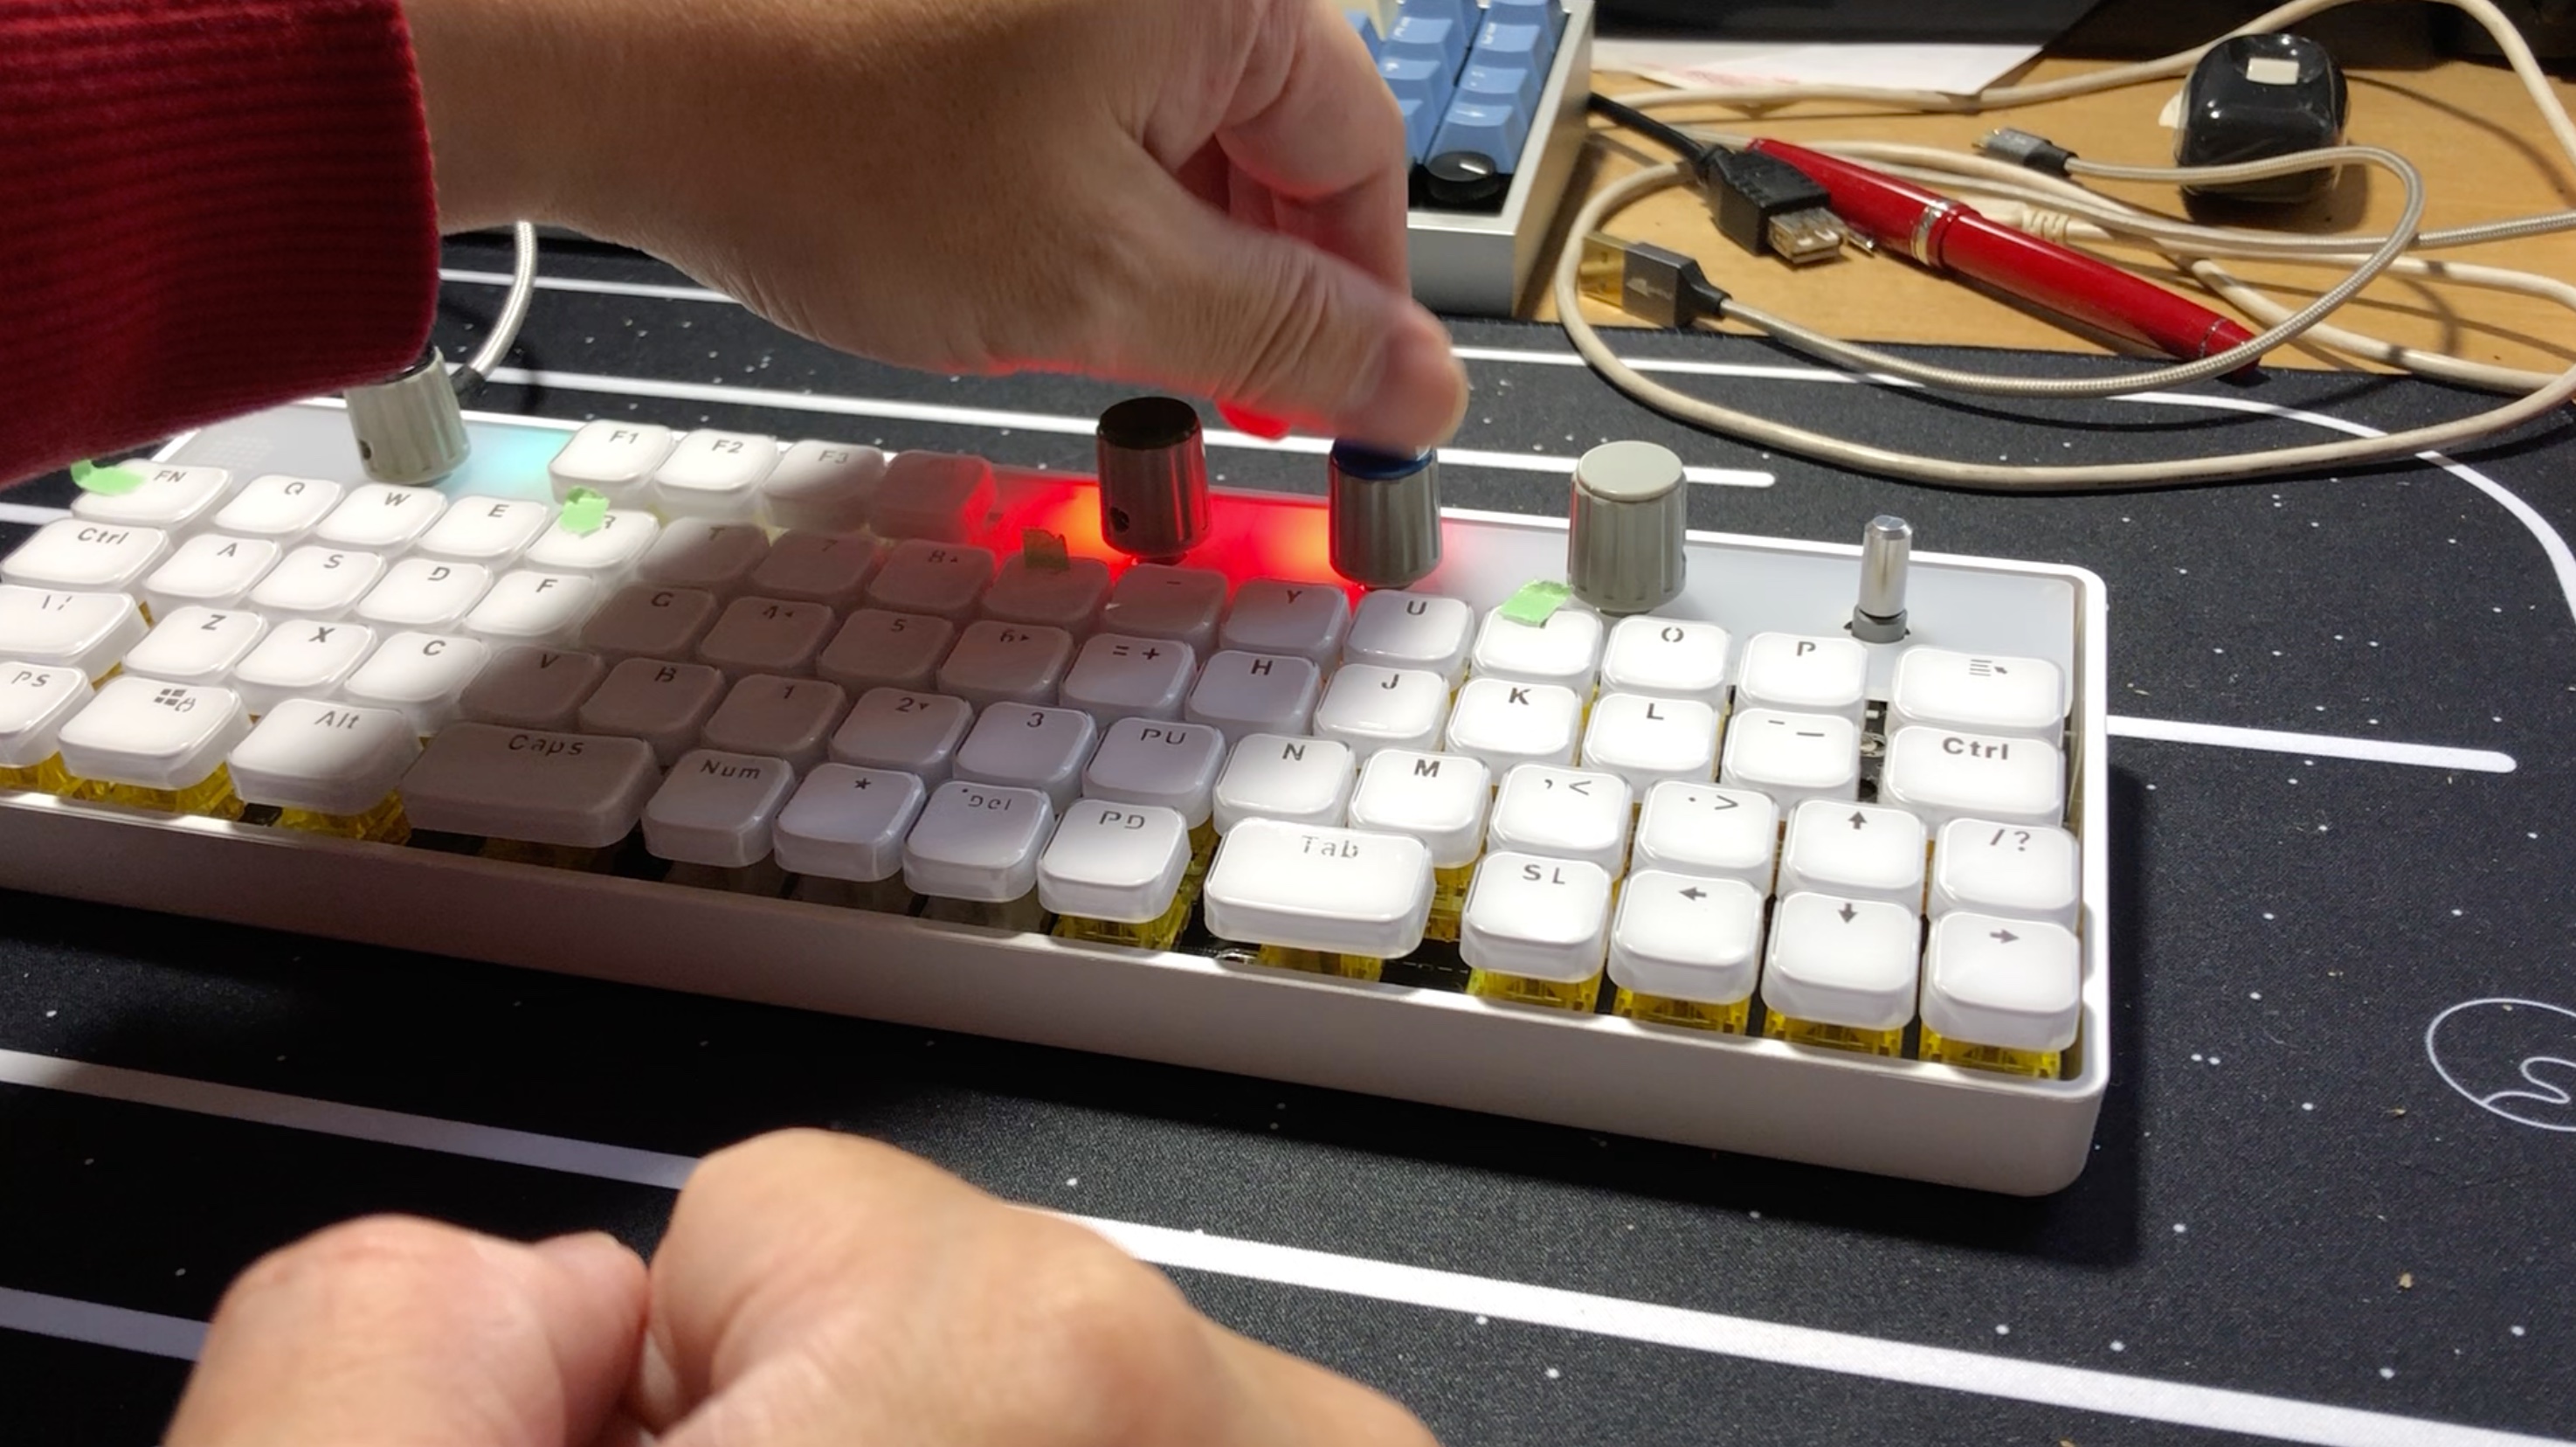 F1 F2 F3
FN Q W E R T 7 8 - Y U O P
Ctrl A S D F G 4 5 6 = + H J K L - — Ctrl
\ ¦ Z X C V B 1 2 3 PU N M , < . > ↑ / ?
PS Alt Caps Num * Del PD Tab SL ← ↓ →